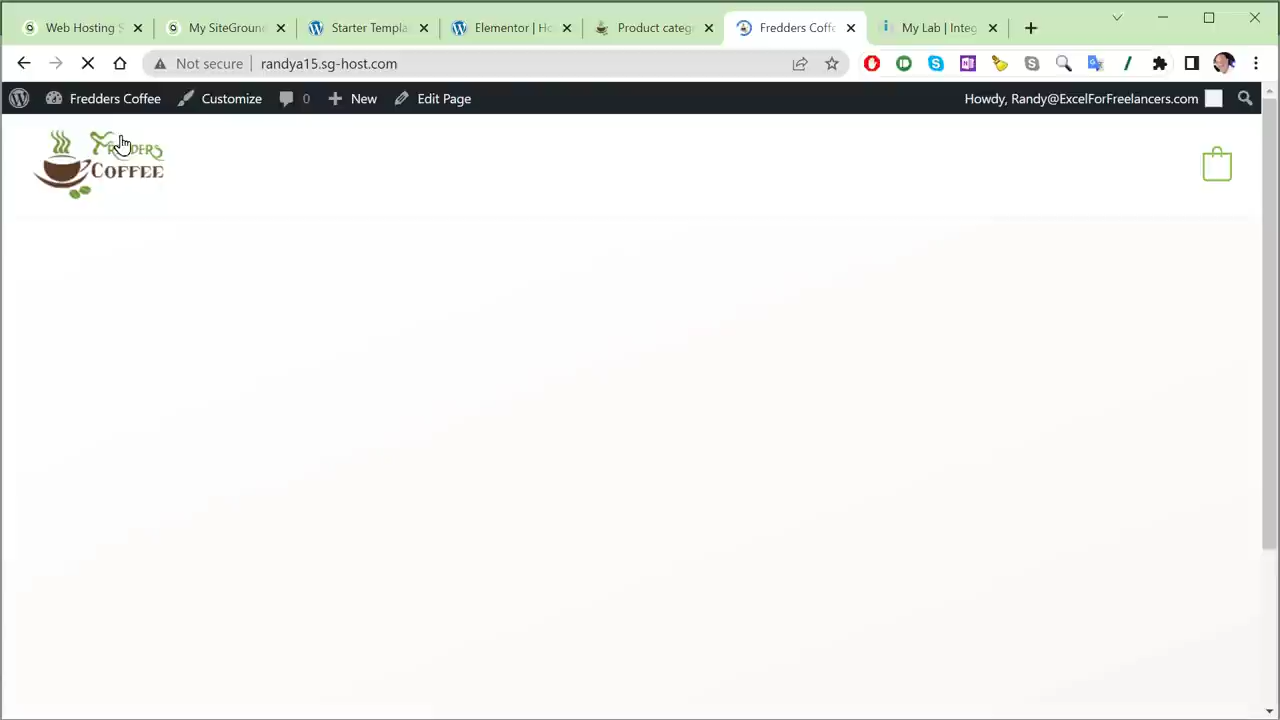 Web Hosting S
My SiteGroun
Starter Templa
Elementor | Ho
Product categ
Fredders Coffe
My Lab | Integ
Not secure
randya15.sg-host.com
Fredders Coffee
Customize
0
New
Edit Page
Howdy, Randy@ExcelForFreelancers.com
Fredders
Coffee